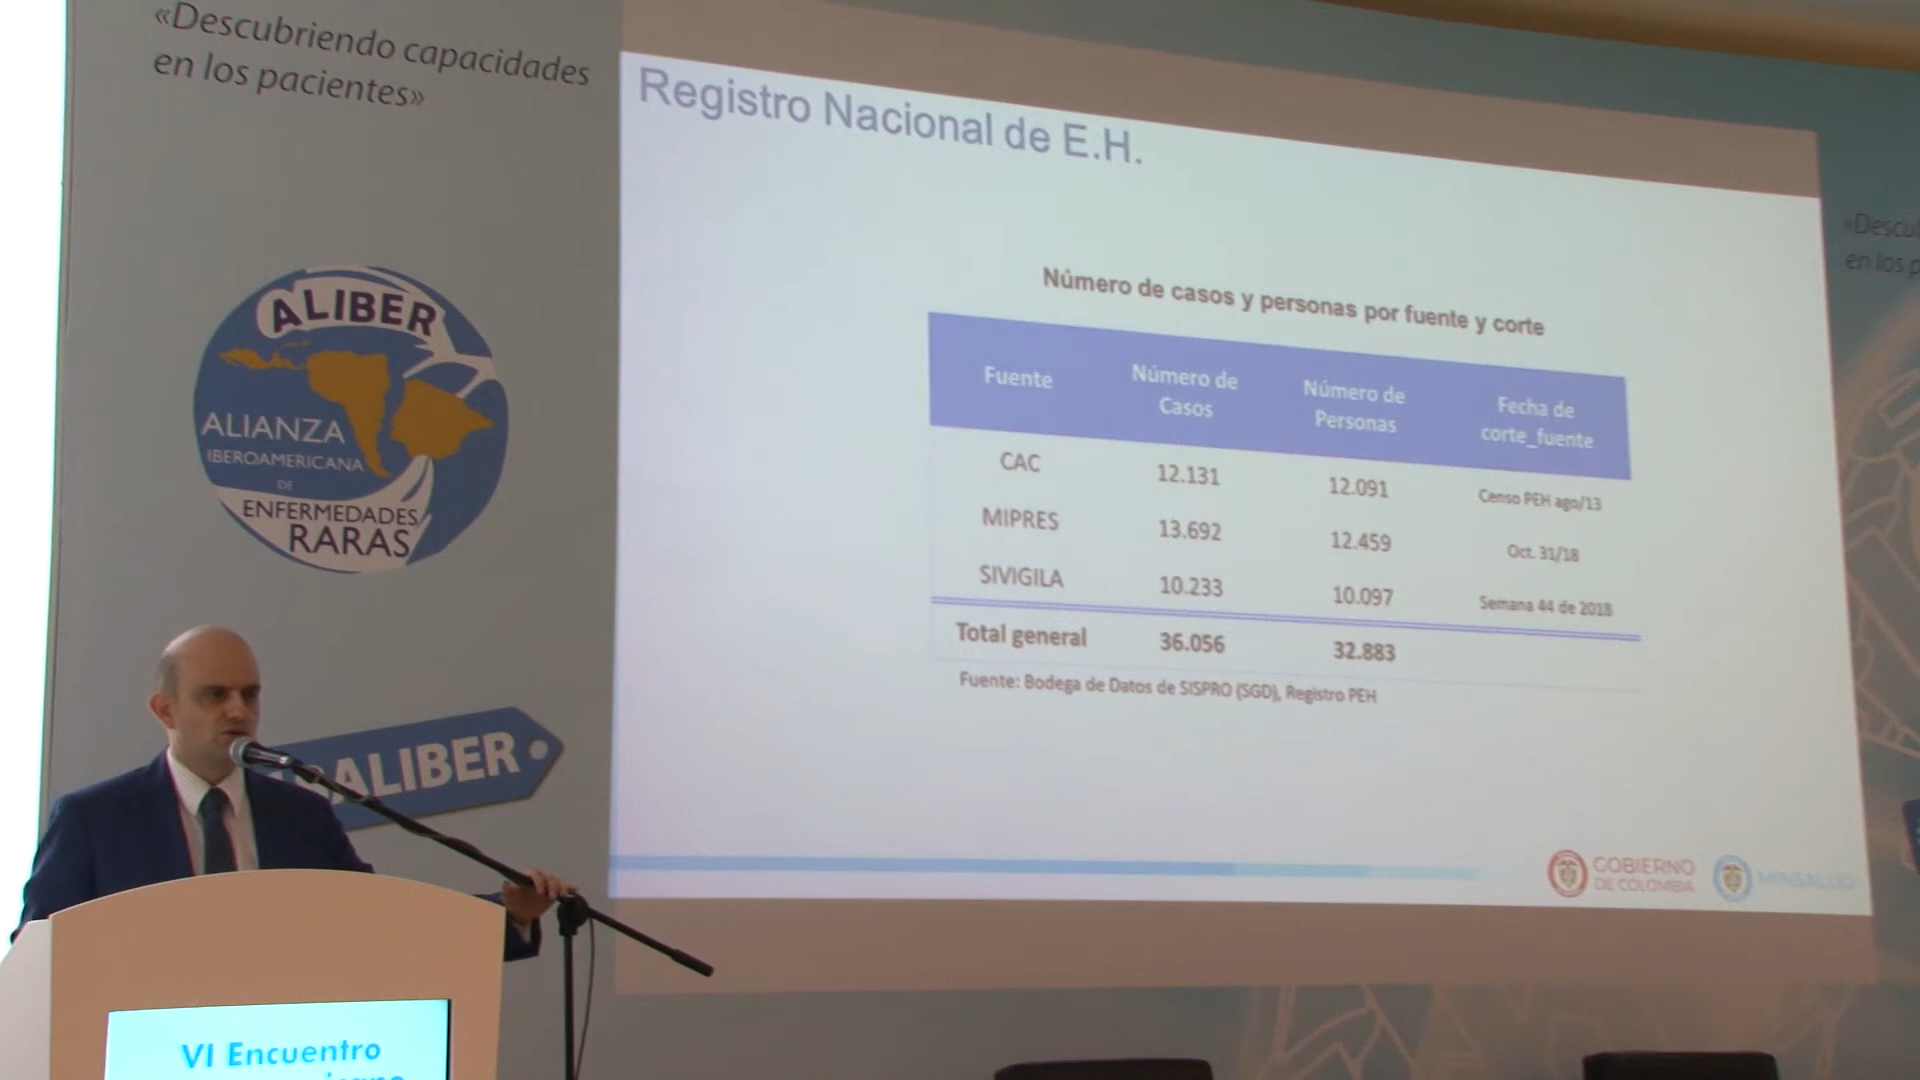 «Descubriendo capacidades
en los pacientes»
ALIBER
ALIANZA
IBEROAMERICANA
DE
ENFERMEDADES
RARAS
ALIBER
VI Encuentro
Registro Nacional de E.H.
Número de casos y personas por fuente y corte
Fuente Número de Casos Número de Personas Fecha de corte_fuente
CAC 12.131 12.091 Censo PEH ago/13
MIPRES 13.692 12.459 Oct. 31/18
SIVIGILA 10.233 10.097 Semana 44 de 2018
Total general 36.056 32.883
Fuente: Bodega de Datos de SISPRO (SGD), Registro PEH
GOBIERNO
DE COLOMBIA
MINSALUD
«Descu
en los p